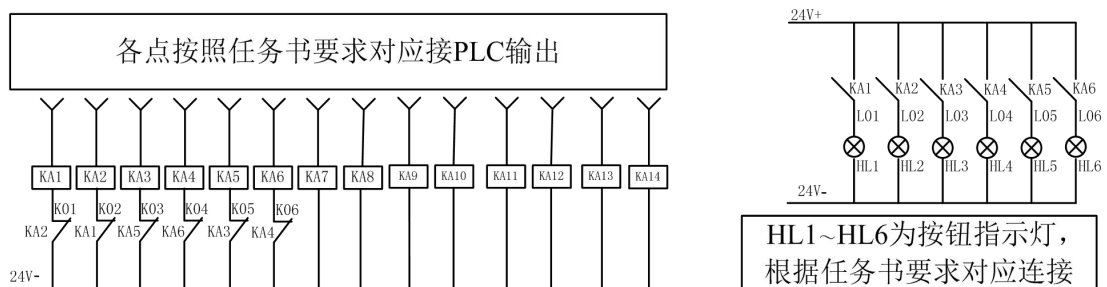 各点按照任务书要求对应接PLC输出
KA1 KA2 KA3 KA4 KA5 KA6 KA7 KA8 KA9 KA10 KA11 KA12 KA13 KA14
K01 K02 K03 K04 K05 K06
KA2 KA1 KA5 KA6 KA3 KA4
24V-
24V+
KA1 KA2 KA3 KA4 KA5 KA6
L01 L02 L03 L04 L05 L06
HL1 HL2 HL3 HL4 HL5 HL6
24V-
HL1~HL6为按钮指示灯，
根据任务书要求对应连接